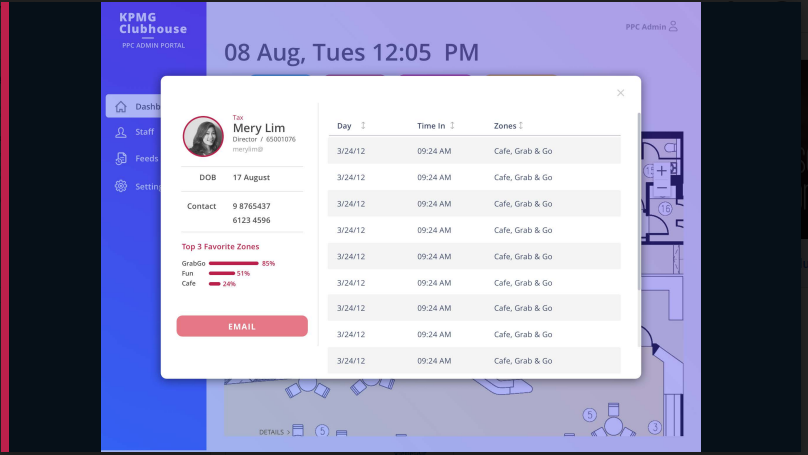 KPMG
Clubhouse
PPC ADMIN PORTAL
PPC Admin
08 Aug, Tues 12:05 PM
Dashb
Staff
Feeds
Setting
Tax
Mery Lim
Director / 65001076
merylim@
DOB 17 August
Contact 9 8765437
6123 4596
Top 3 Favorite Zones
GrabGo 85%
Fun 51%
Cafe 24%
EMAIL
Day Time In Zones
3/24/12 09:24 AM Cafe, Grab & Go
3/24/12 09:24 AM Cafe, Grab & Go
3/24/12 09:24 AM Cafe, Grab & Go
3/24/12 09:24 AM Cafe, Grab & Go
3/24/12 09:24 AM Cafe, Grab & Go
3/24/12 09:24 AM Cafe, Grab & Go
3/24/12 09:24 AM Cafe, Grab & Go
3/24/12 09:24 AM Cafe, Grab & Go
3/24/12 09:24 AM Cafe, Grab & Go
16
5
3
DETAILS >
5